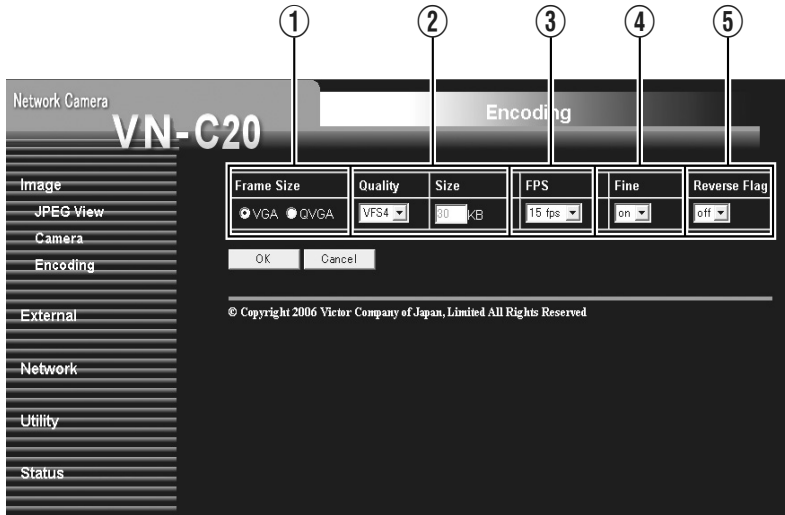 ① ② ③ ④ ⑤
Network Camera
VN-C20
Encoding
Image
JPEG View
Camera
Encoding
External
Network
Utility
Status
Frame Size Quality Size FPS Fine Reverse Flag
VGA QVGA VFS4 30 KB 15 fps on off
OK Cancel
© Copyright 2006 Victor Company of Japan, Limited All Rights Reserved